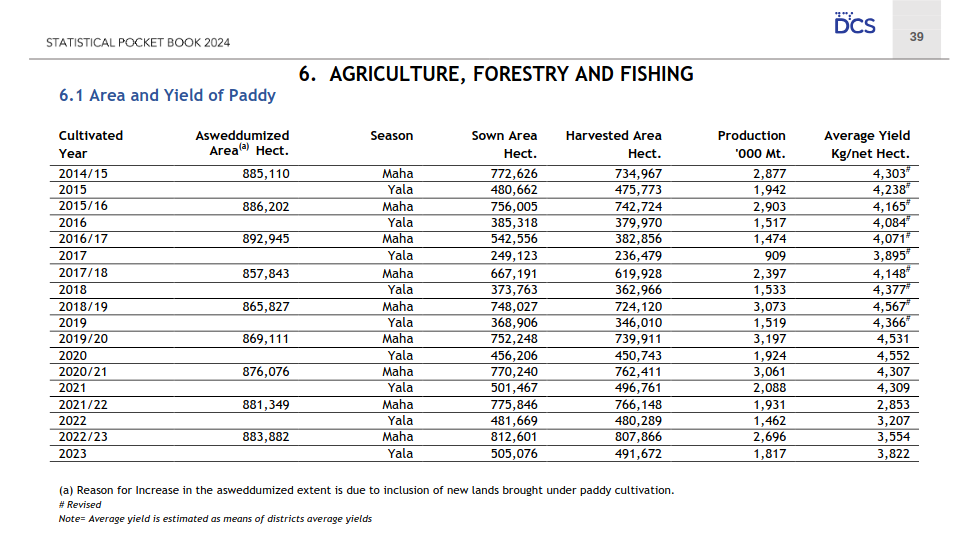 DCS
STATISTICAL POCKET BOOK 2024
39
6. AGRICULTURE, FORESTRY AND FISHING
6.1 Area and Yield of Paddy
Cultivated Asweddumized Season Sown Area Harvested Area Production Average Yield
Year Area(a) Hect. Hect. Hect. '000 Mt. Kg/net Hect.
2014/15 885,110 Maha 772,626 734,967 2,877 4,303#
2015 Yala 480,662 475,773 1,942 4,238#
2015/16 886,202 Maha 756,005 742,724 2,903 4,165#
2016 Yala 385,318 379,970 1,517 4,084#
2016/17 892,945 Maha 542,556 382,856 1,474 4,071#
2017 Yala 249,123 236,479 909 3,895#
2017/18 857,843 Maha 667,191 619,928 2,397 4,148#
2018 Yala 373,763 362,966 1,533 4,377#
2018/19 865,827 Maha 748,027 724,120 3,073 4,567#
2019 Yala 368,906 346,010 1,519 4,366#
2019/20 869,111 Maha 752,248 739,911 3,197 4,531
2020 Yala 456,206 450,743 1,924 4,552
2020/21 876,076 Maha 770,240 762,411 3,061 4,307
2021 Yala 501,467 496,761 2,088 4,309
2021/22 881,349 Maha 775,846 766,148 1,931 2,853
2022 Yala 481,669 480,289 1,462 3,207
2022/23 883,882 Maha 812,601 807,866 2,696 3,554
2023 Yala 505,076 491,672 1,817 3,822
(a) Reason for Increase in the asweddumized extent is due to inclusion of new lands brought under paddy cultivation.
# Revised
Note= Average yield is estimated as means of districts average yields